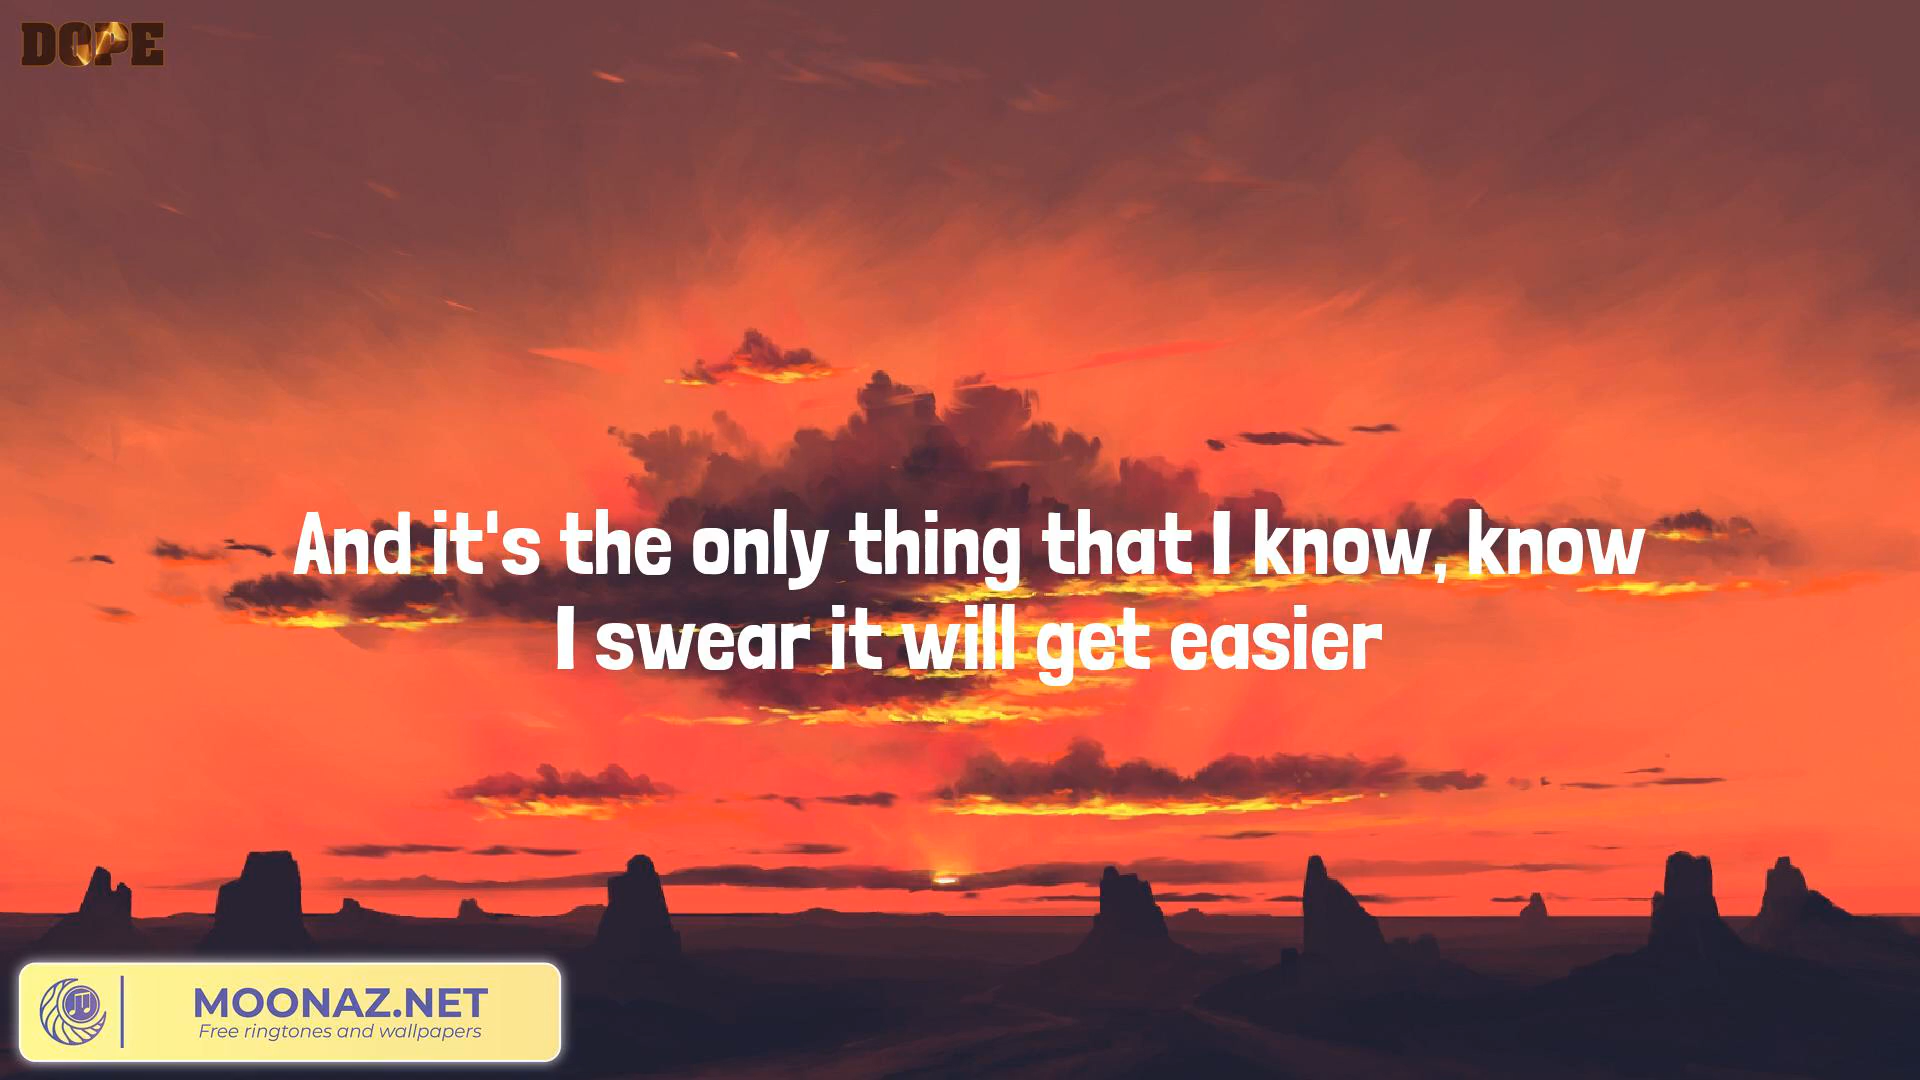 DOPE
And it's the only thing that I know, know
I swear it will get easier
MOONAZ.NET
Free ringtones and wallpapers